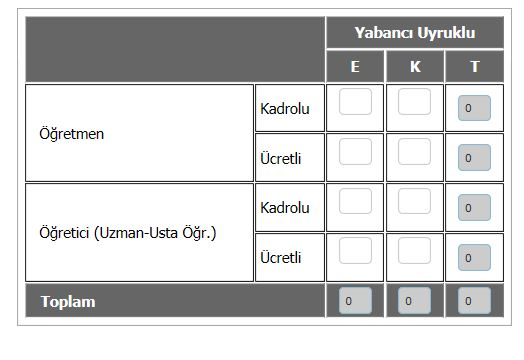 Yabancı Uyruklu
E K T
Öğretmen
Kadrolu 0
Ücretli 0
Öğretici (Uzman-Usta Öğr.)
Kadrolu 0
Ücretli 0
Toplam 0 0 0